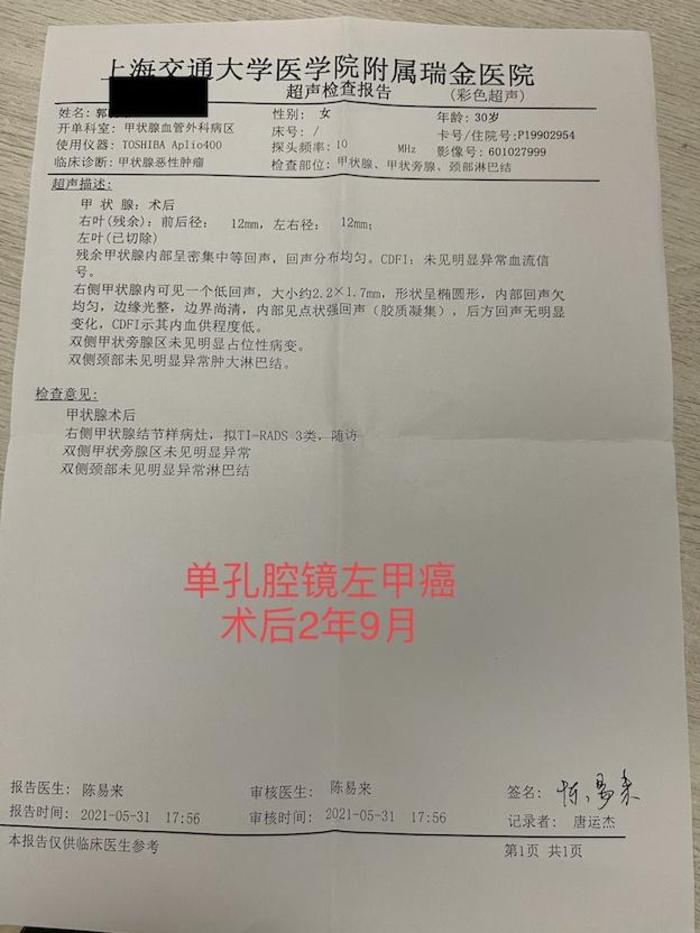 上海交通大学医学院附属瑞金医院
超声检查报告 (彩色超声)
姓名: 郭 性别: 女 年龄: 30岁
开单科室: 甲状腺血管外科病区 床号: / 卡号/住院号:P19902954
使用仪器: TOSHIBA Aplio400 探头频率: 10 MHz 影像号: 601027999
临床诊断: 甲状腺恶性肿瘤 检查部位: 甲状腺、甲状旁腺、颈部淋巴结
超声描述:
甲 状 腺: 术后
右叶(残余): 前后径: 12mm, 左右径: 12mm;
左叶(已切除)
残余甲状腺内部呈密集中等回声, 回声分布均匀。CDFI: 未见明显异常血流信
号。
右侧甲状腺内可见一个低回声, 大小约2.2×1.7mm, 形状呈椭圆形, 内部回声欠
均匀, 边缘光整, 边界尚清, 内部见点状强回声(胶质凝集), 后方回声无明显
变化, CDFI示其内血供程度低。
双侧甲状旁腺区未见明显占位性病变。
双侧颈部未见明显异常肿大淋巴结。
检查意见:
甲状腺术后
右侧甲状腺结节样病灶, 拟TI-RADS 3类, 随访
双侧甲状旁腺区未见明显异常
双侧颈部未见明显异常淋巴结
单孔腔镜左甲癌
术后2年9月
报告医生: 陈易来 审核医生: 陈易来 签名: 陈易来
报告时间: 2021-05-31 17:56 审核时间: 2021-05-31 17:56 记录者: 唐运杰
本报告仅供临床医生参考 第1页 共1页